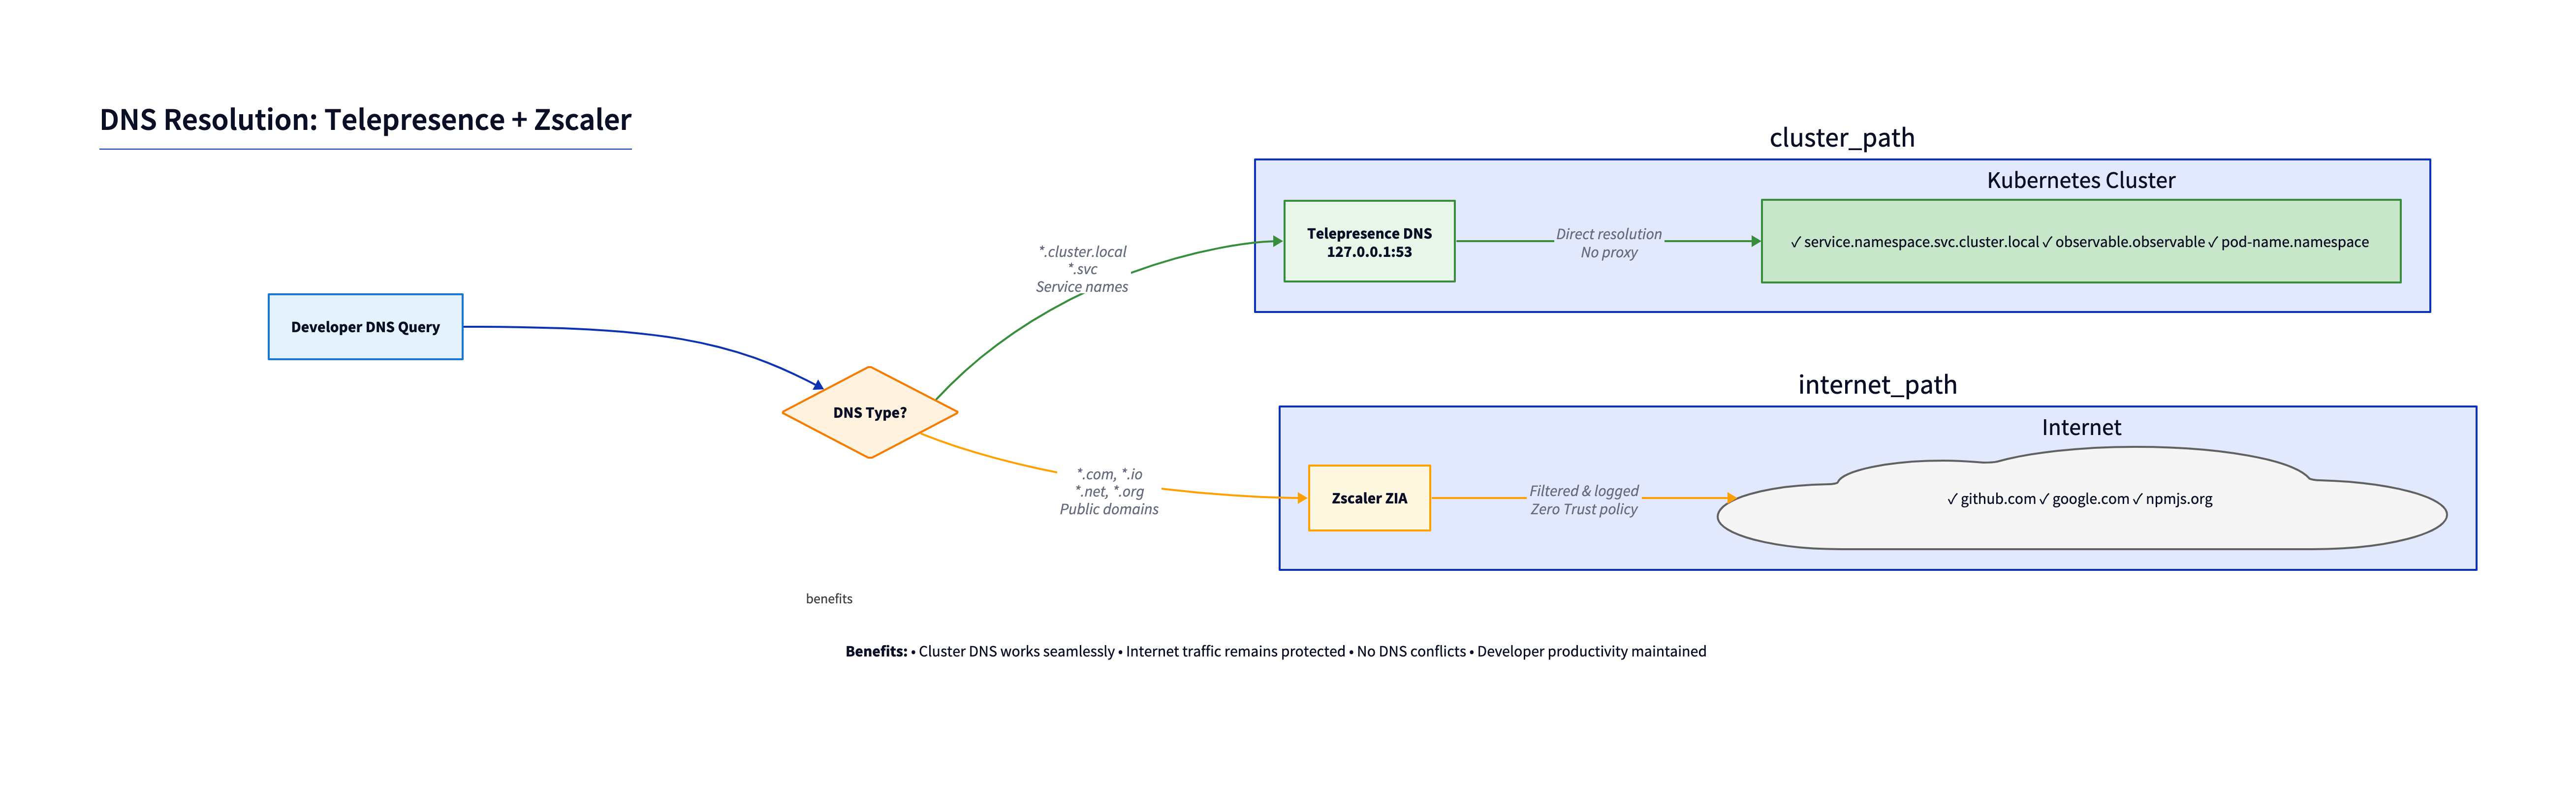 DNS Resolution: Telepresence + Zscaler
cluster_path
Kubernetes Cluster
Telepresence DNS
127.0.0.1:53
Direct resolution
No proxy
✓ service.namespace.svc.cluster.local ✓ observable.observable ✓ pod-name.namespace
*.cluster.local
*.svc
Service names
Developer DNS Query
DNS Type?
internet_path
Internet
*.com, *.io
*.net, *.org
Public domains
Zscaler ZIA
Filtered & logged
Zero Trust policy
✓ github.com ✓ google.com ✓ npmjs.org
benefits
Benefits: • Cluster DNS works seamlessly • Internet traffic remains protected • No DNS conflicts • Developer productivity maintained